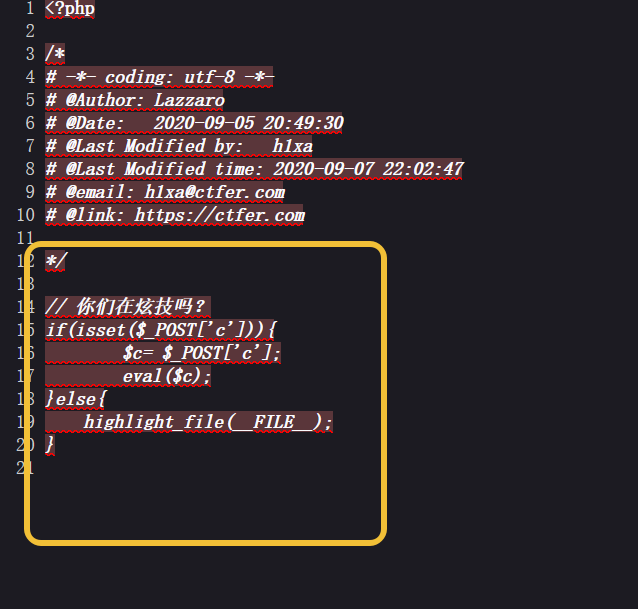 1 <?php
2
3 /*
4 # -*- coding: utf-8 -*-
5 # @Author: Lazzaro
6 # @Date:   2020-09-05 20:49:30
7 # @Last Modified by:   h1xa
8 # @Last Modified time: 2020-09-07 22:02:47
9 # @email: h1xa@ctfer.com
10 # @link: https://ctfer.com
11
12 */
13
14 // 你们在炫技吗？
15 if(isset($_POST['c'])){
16         $c= $_POST['c'];
17         eval($c);
18 }else{
19     highlight_file(__FILE__);
20 }
21